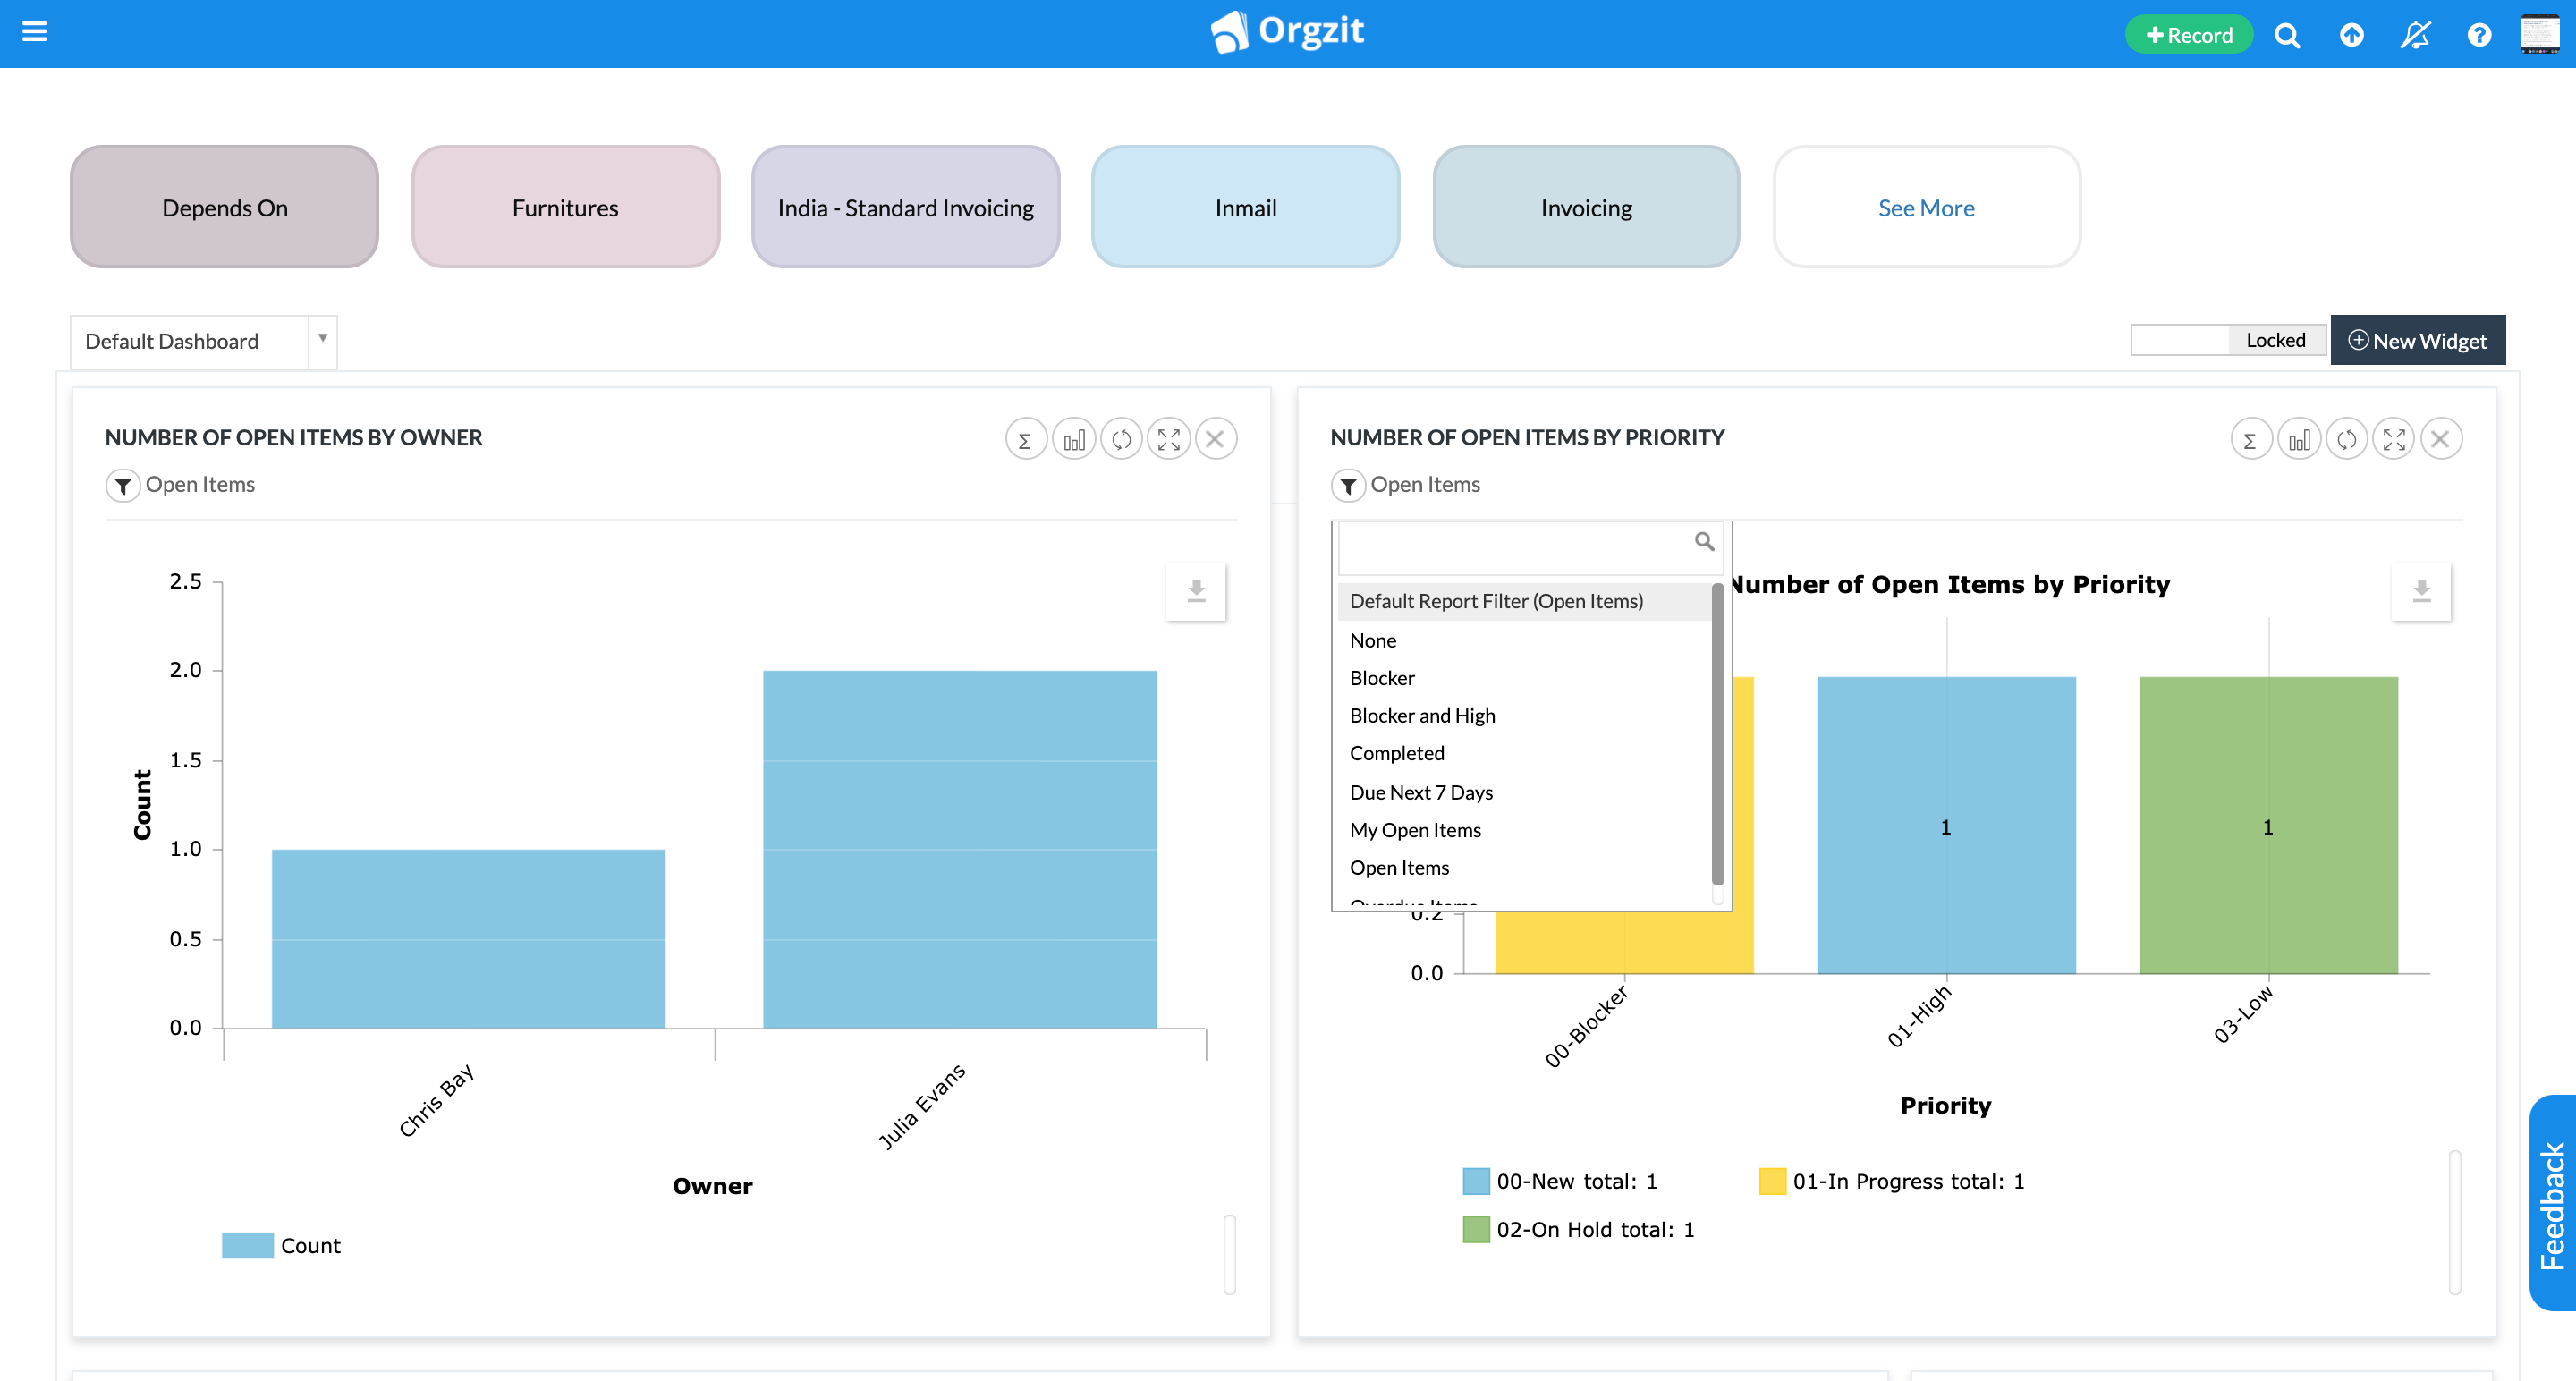 Orgzit
Record
Depends On
Furnitures
India - Standard Invoicing
Inmail
Invoicing
See More
Default Dashboard
Locked
New Widget
NUMBER OF OPEN ITEMS BY OWNER
Open Items
2.5
2.0
1.5
1.0
0.5
0.0
Count
Chris Bay
Julia Evans
Owner
Count
NUMBER OF OPEN ITEMS BY PRIORITY
Open Items
Default Report Filter (Open Items)
None
Blocker
Blocker and High
Completed
Due Next 7 Days
My Open Items
Open Items
Number of Open Items by Priority
1
1
0.2
0.0
00-Blocker
01-High
03-Low
Priority
00-New total: 1
01-In Progress total: 1
02-On Hold total: 1
Feedback